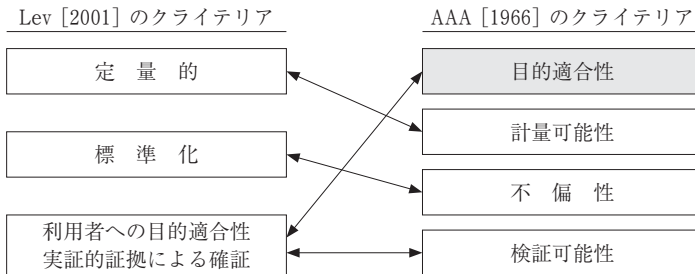 Lev [2001] のクライテリア
AAA [1966] のクライテリア
定量的
標準化
利用者への目的適合性
実証的証拠による確証
目的適合性
計量可能性
不偏性
検証可能性